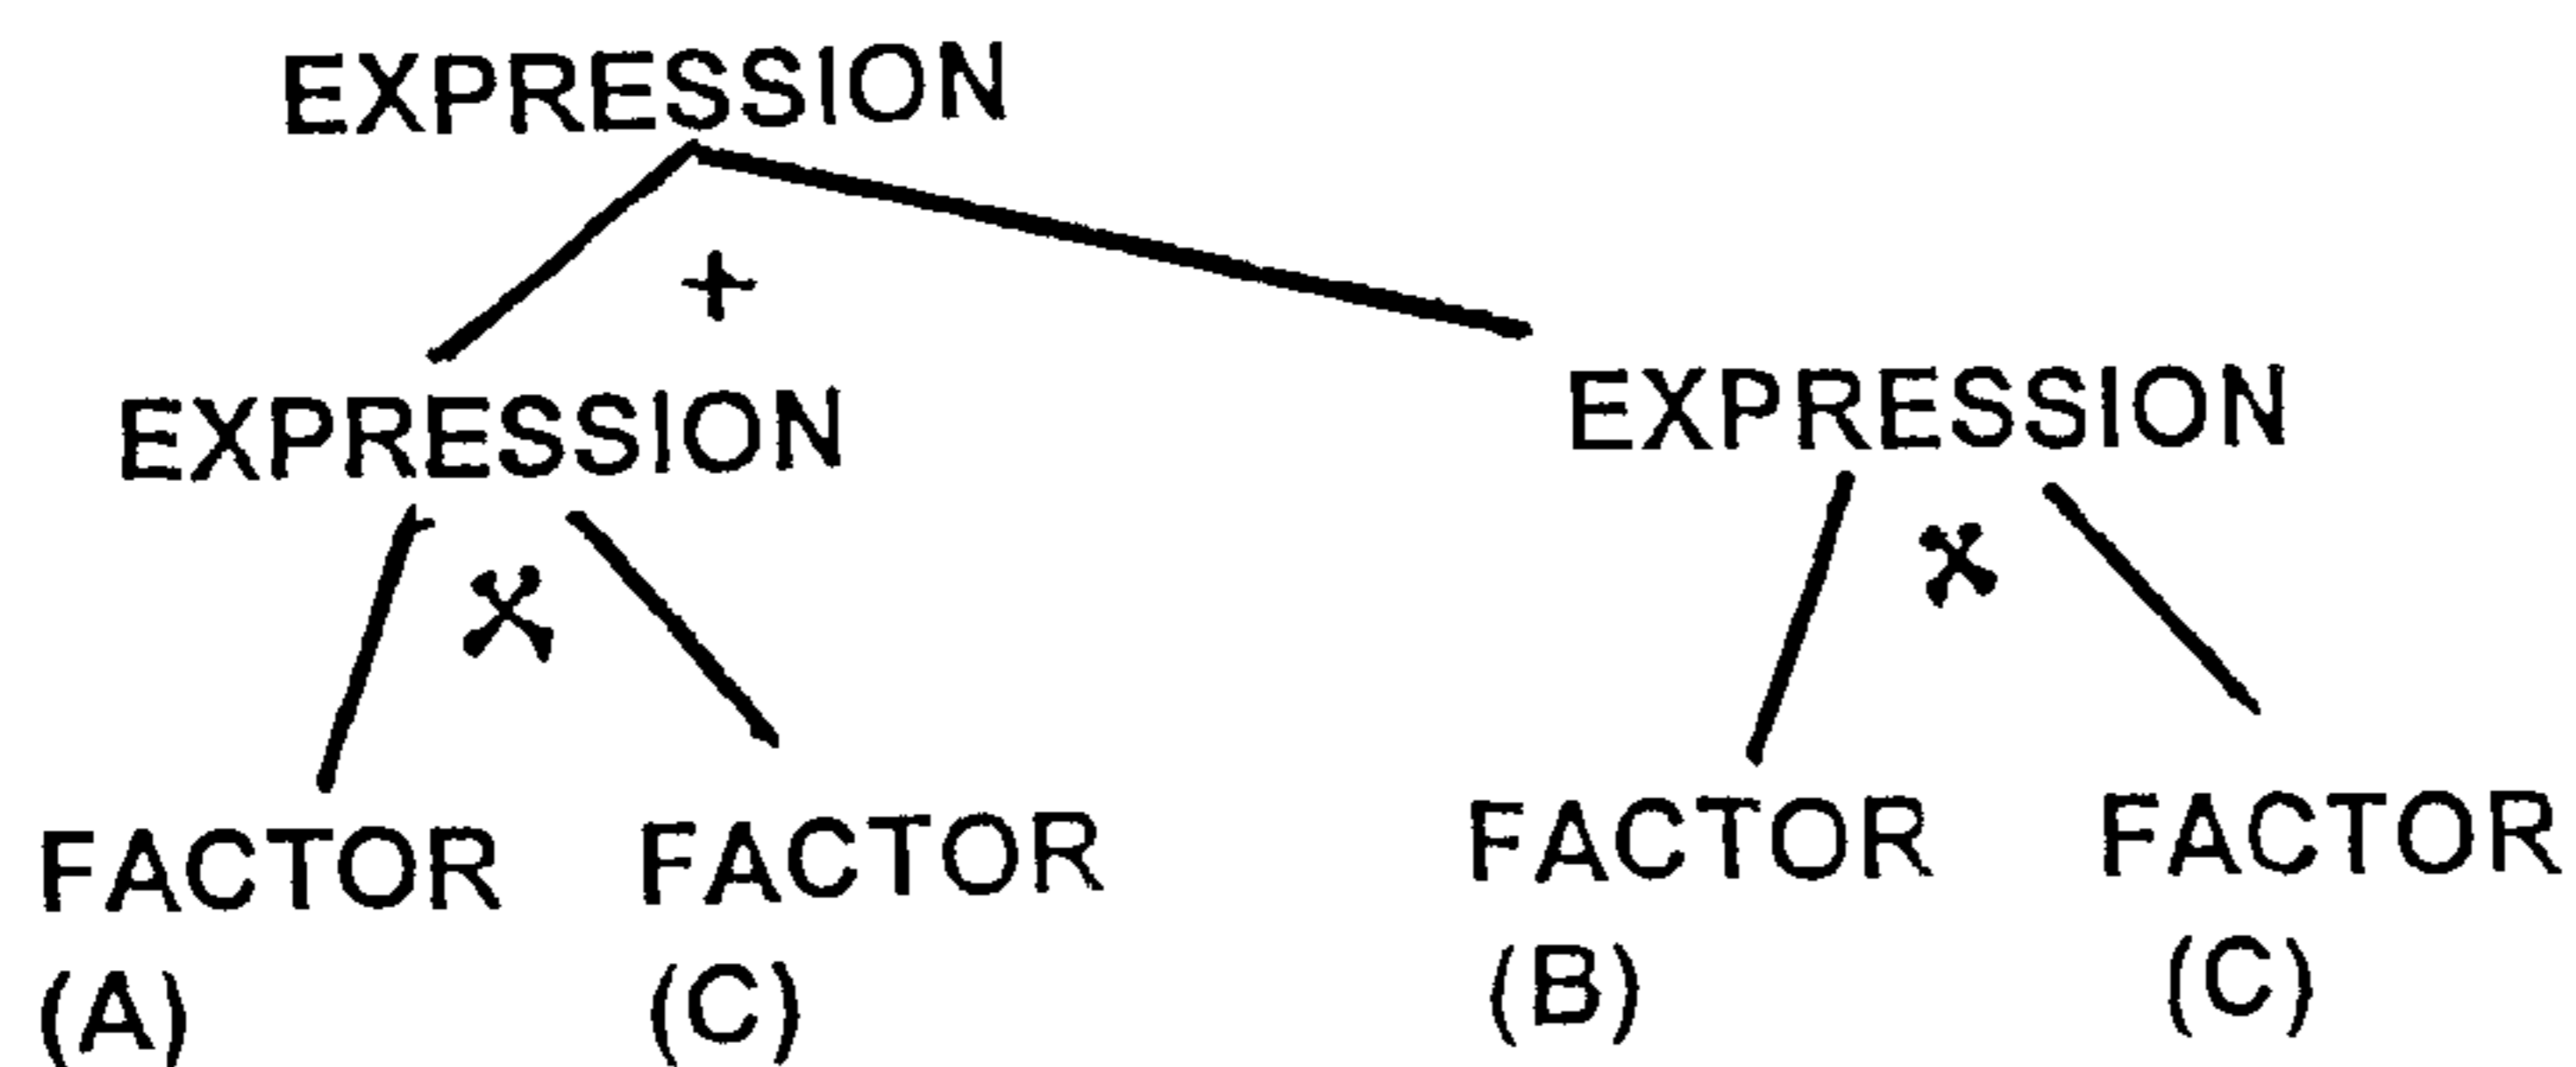 EXPRESSION
+
EXPRESSION EXPRESSION
× ×
FACTOR FACTOR FACTOR FACTOR
(A) (C) (B) (C)